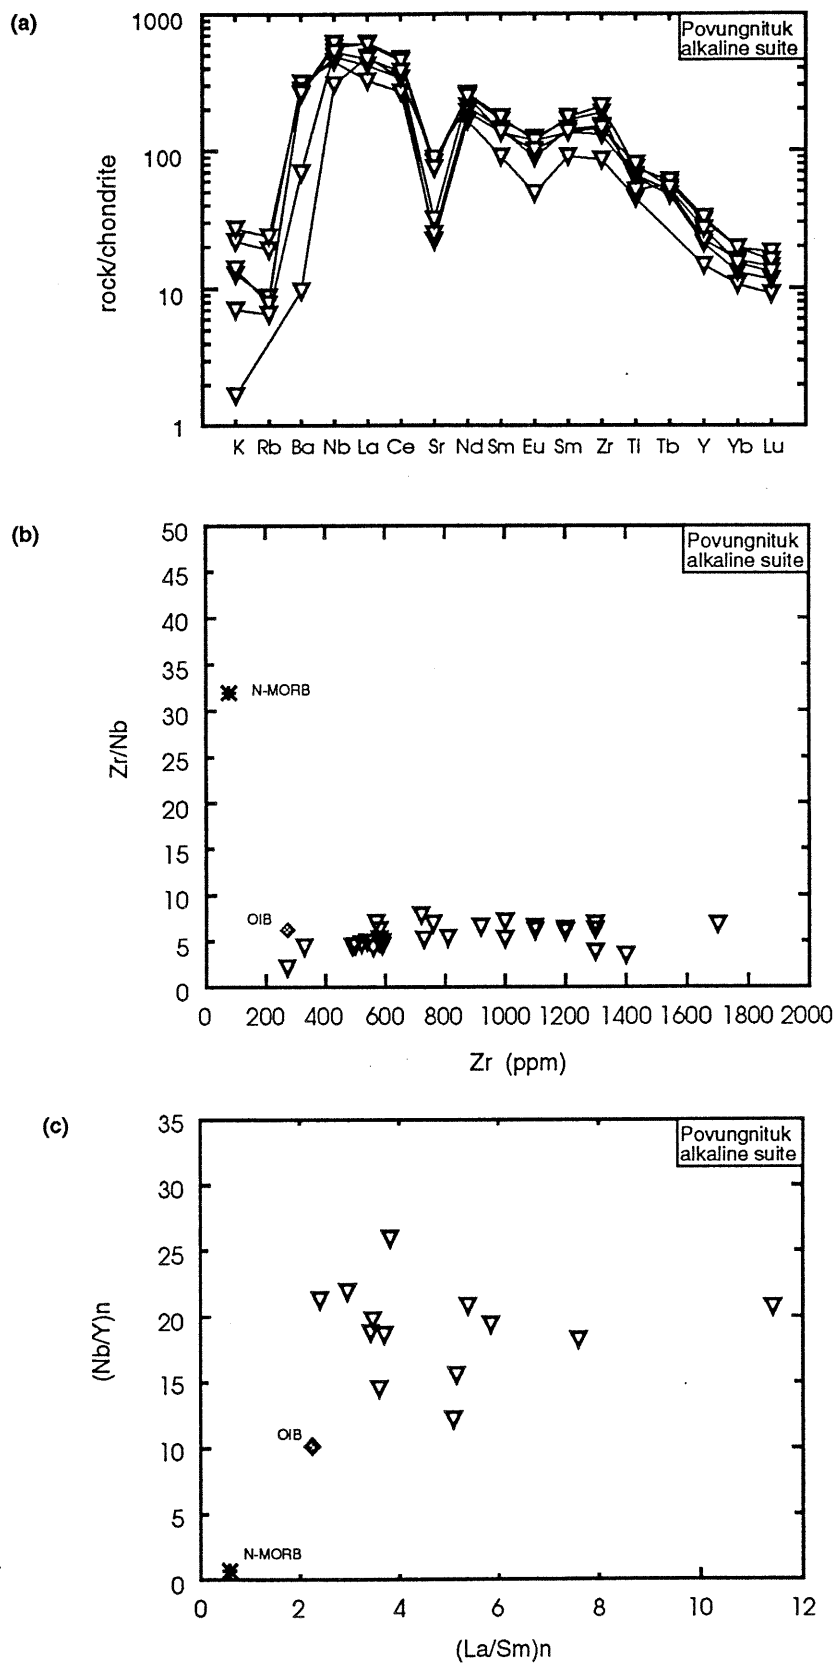 (a)
Povungnituk
alkaline suite
1000
100
10
1
rock/chondrite
K Rb Ba Nb La Ce Sr Nd Sm Eu Sm Zr Ti Tb Y Yb Lu
(b)
Povungnituk
alkaline suite
50
45
40
35
30
25
20
15
10
5
0
Zr/Nb
N-MORB
OIB
0 200 400 600 800 1000 1200 1400 1600 1800 2000
Zr (ppm)
(c)
Povungnituk
alkaline suite
35
30
25
20
15
10
5
0
(Nb/Y)n
OIB
N-MORB
0 2 4 6 8 10 12
(La/Sm)n